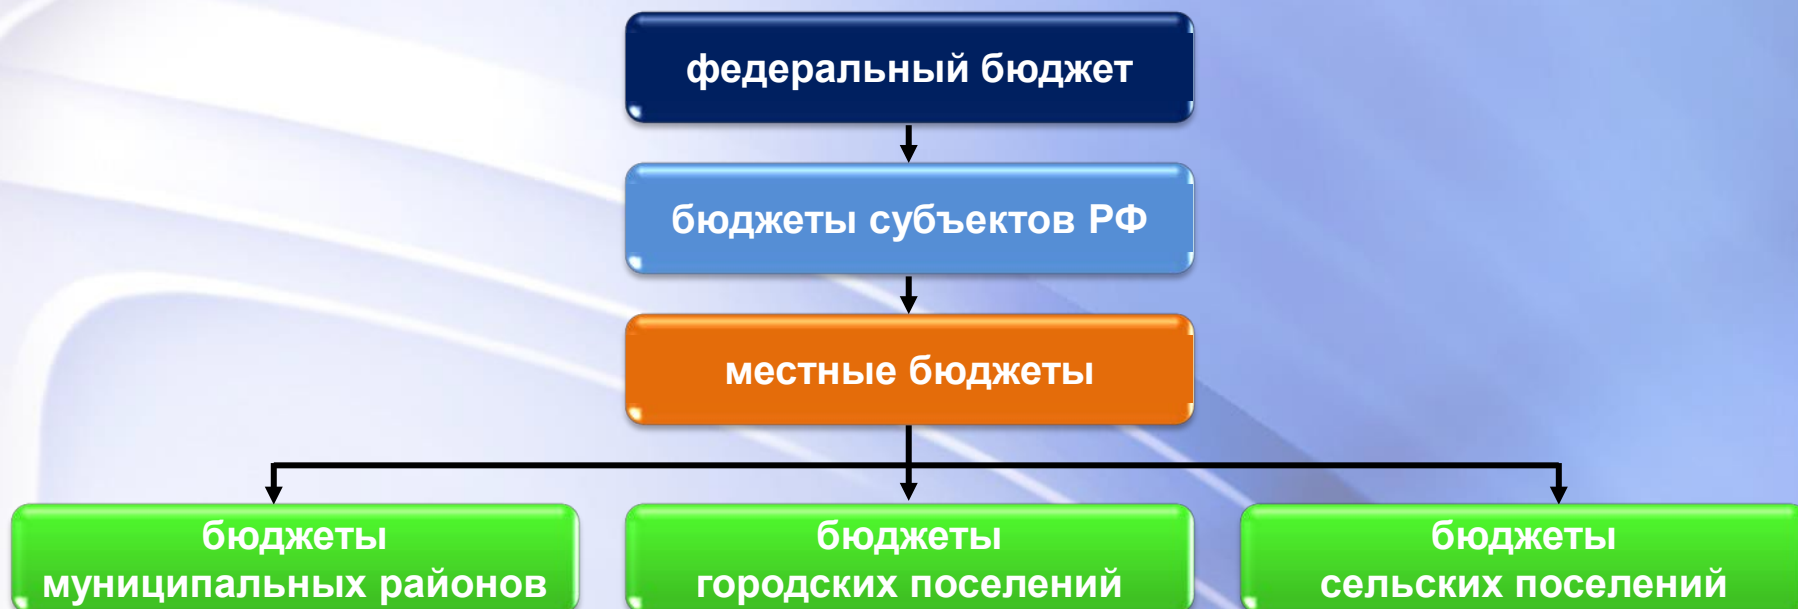 федеральный бюджет
бюджеты субъектов РФ
местные бюджеты
бюджеты
муниципальных районов
бюджеты
городских поселений
бюджеты
сельских поселений